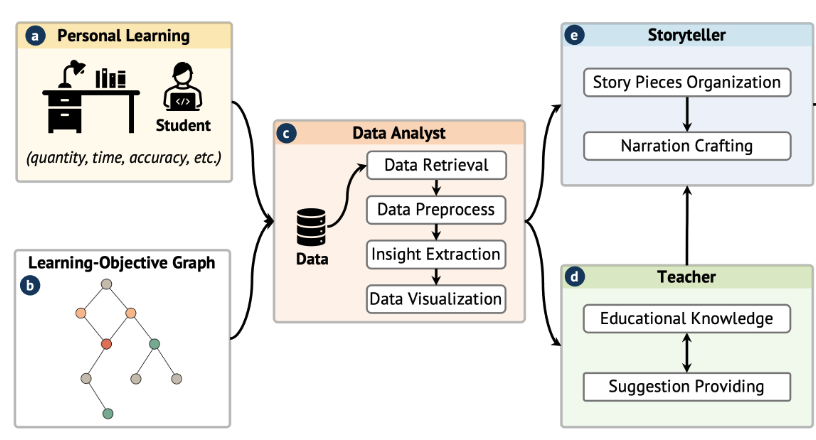 a
Personal Learning
</>
Student
(quantity, time, accuracy, etc.)
Learning-Objective Graph
b
c
Data Analyst
Data
Data Retrieval
Data Preprocess
Insight Extraction
Data Visualization
e
Storyteller
Story Pieces Organization
Narration Crafting
d
Teacher
Educational Knowledge
Suggestion Providing